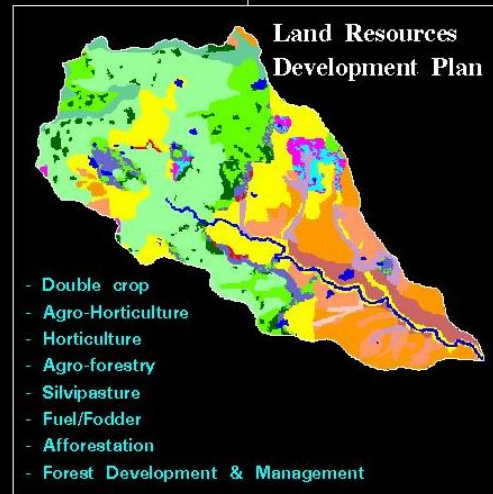 Land Resources
Development Plan
- Double crop
- Agro-Horticulture
- Horticulture
- Agro-forestry
- Silvipasture
- Fuel/Fodder
- Afforestation
- Forest Development & Management